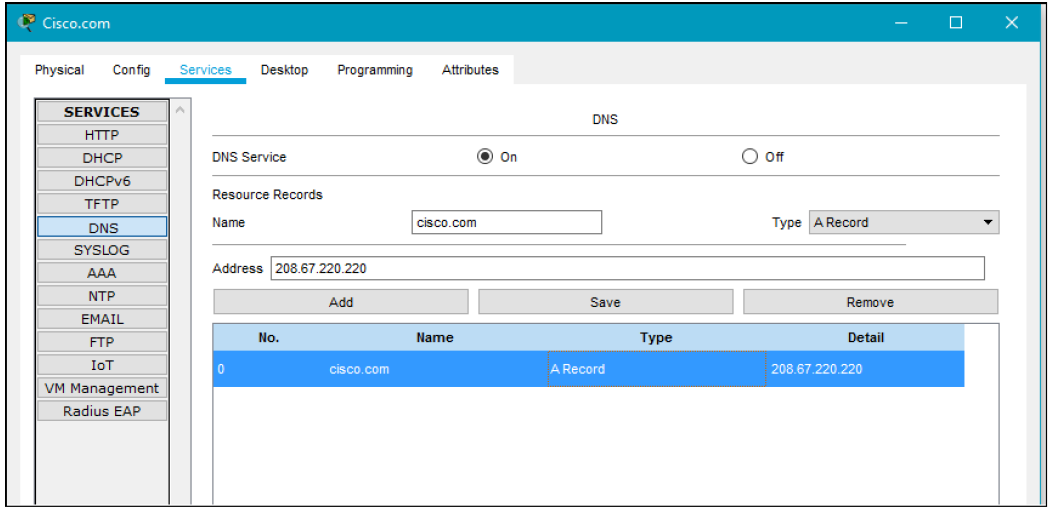 Cisco.com
Physical Config Services Desktop Programming Attributes
SERVICES
HTTP
DHCP
DHCPv6
TFTP
DNS
SYSLOG
AAA
NTP
EMAIL
FTP
IoT
VM Management
Radius EAP
DNS
DNS Service On Off
Resource Records
Name cisco.com Type A Record
Address 208.67.220.220
Add Save Remove
No. Name Type Detail
0 cisco.com A Record 208.67.220.220